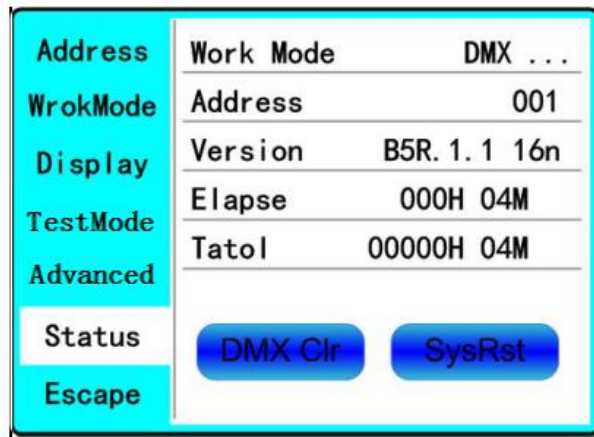 Address
WrokMode
Display
TestMode
Advanced
Status
Escape
Work Mode DMX ...
Address 001
Version B5R.1.1 16n
Elapse 000H 04M
Tatol 00000H 04M
DMX Clr SysRst